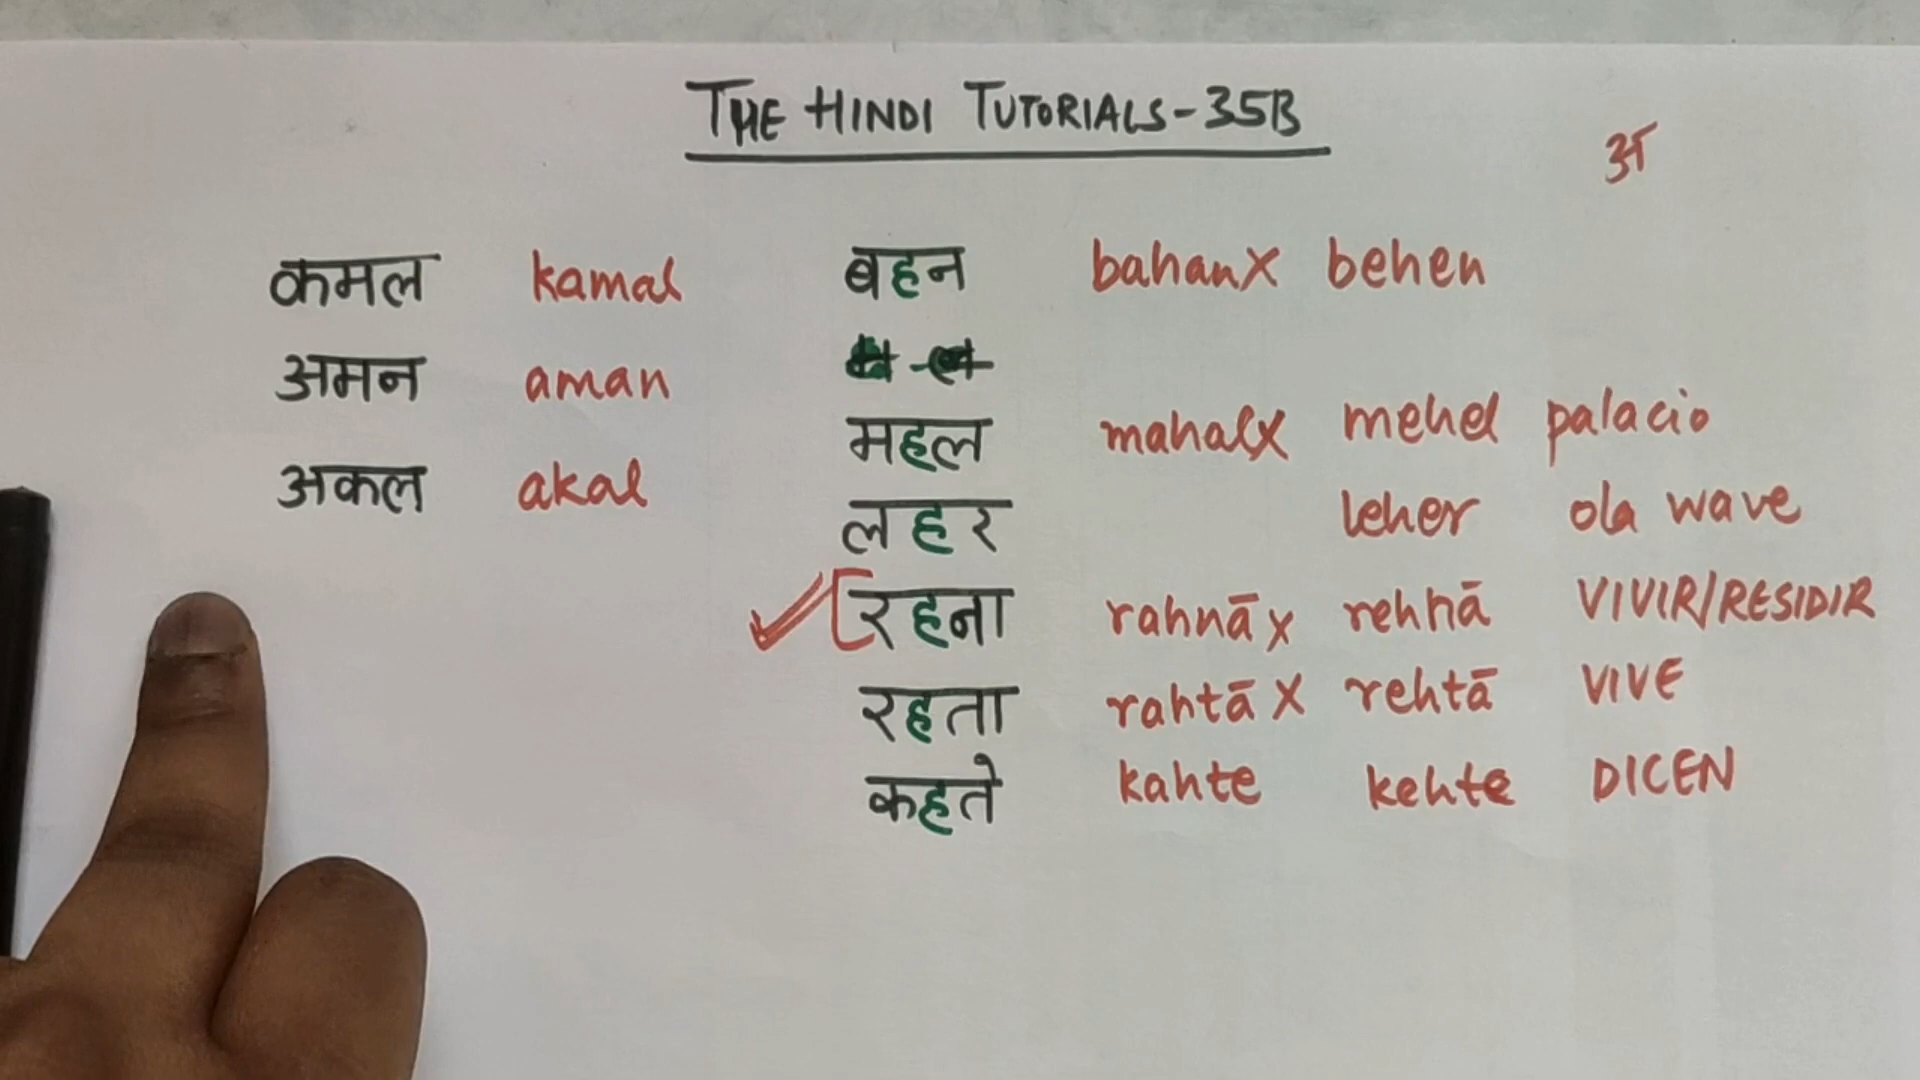 THE HINDI TUTORIALS-35B
अ
कमल kamal
अमन aman
अकल akal
बहन bahan X behen
महल mahal X mehel palacio
लहर leher ola wave
✓ [रहना rahnā x rehnā VIVIR/RESIDIR
रहता rahtā X rehtā VIVE
कहते kahte kehte DICEN